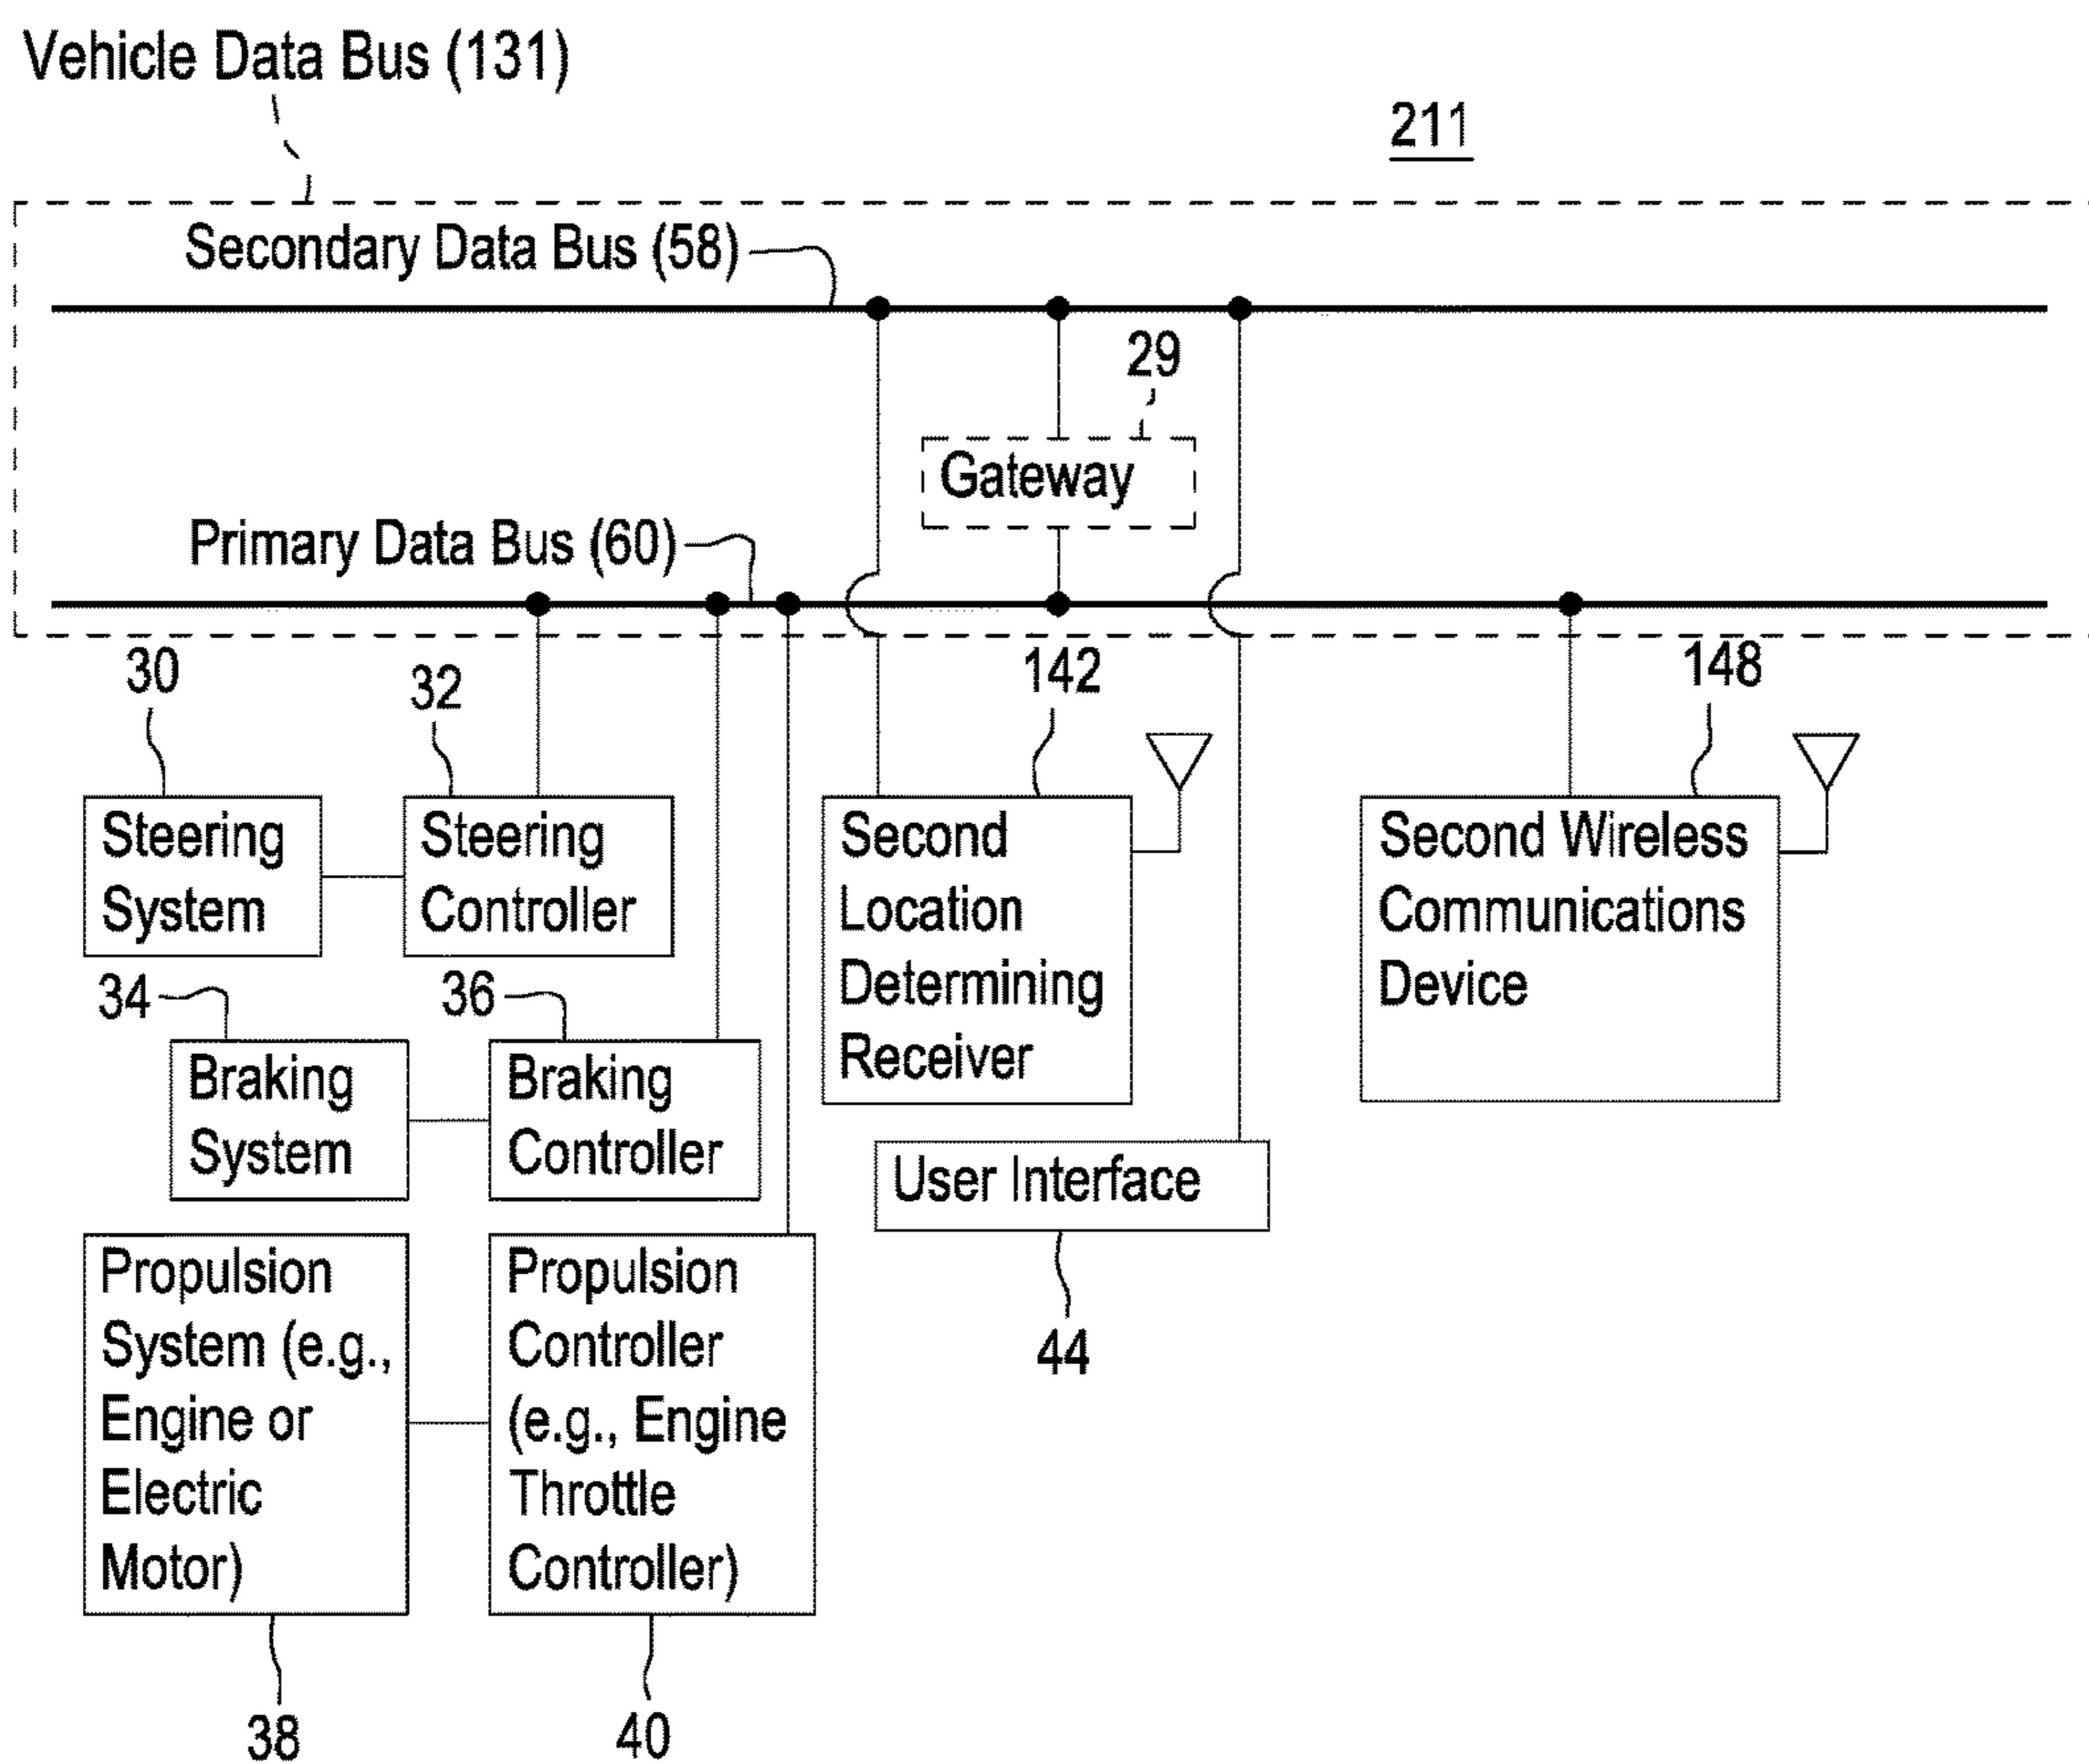 Vehicle Data Bus (131)
211
Secondary Data Bus (58)
29
Gateway
Primary Data Bus (60)
30
32
142
148
Steering
System
Steering
Controller
Second
Location
Determining
Receiver
Second Wireless
Communications
Device
34
36
Braking
System
Braking
Controller
User Interface
44
Propulsion
System (e.g.,
Engine or
Electric
Motor)
Propulsion
Controller
(e.g., Engine
Throttle
Controller)
38
40